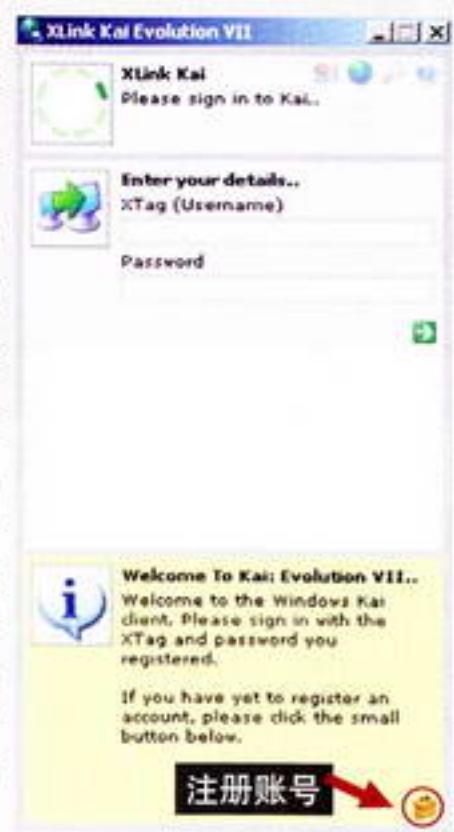 XLink Kai Evolution VII
XLink Kai
Please sign in to Kai..
Enter your details..
XTag (Username)
Password
Welcome To Kai: Evolution VII..
Welcome to the Windows Kai
client, Please sign in with the
XTag and password you
registered.
If you have yet to register an
account, please click the small
button below.
注册账号